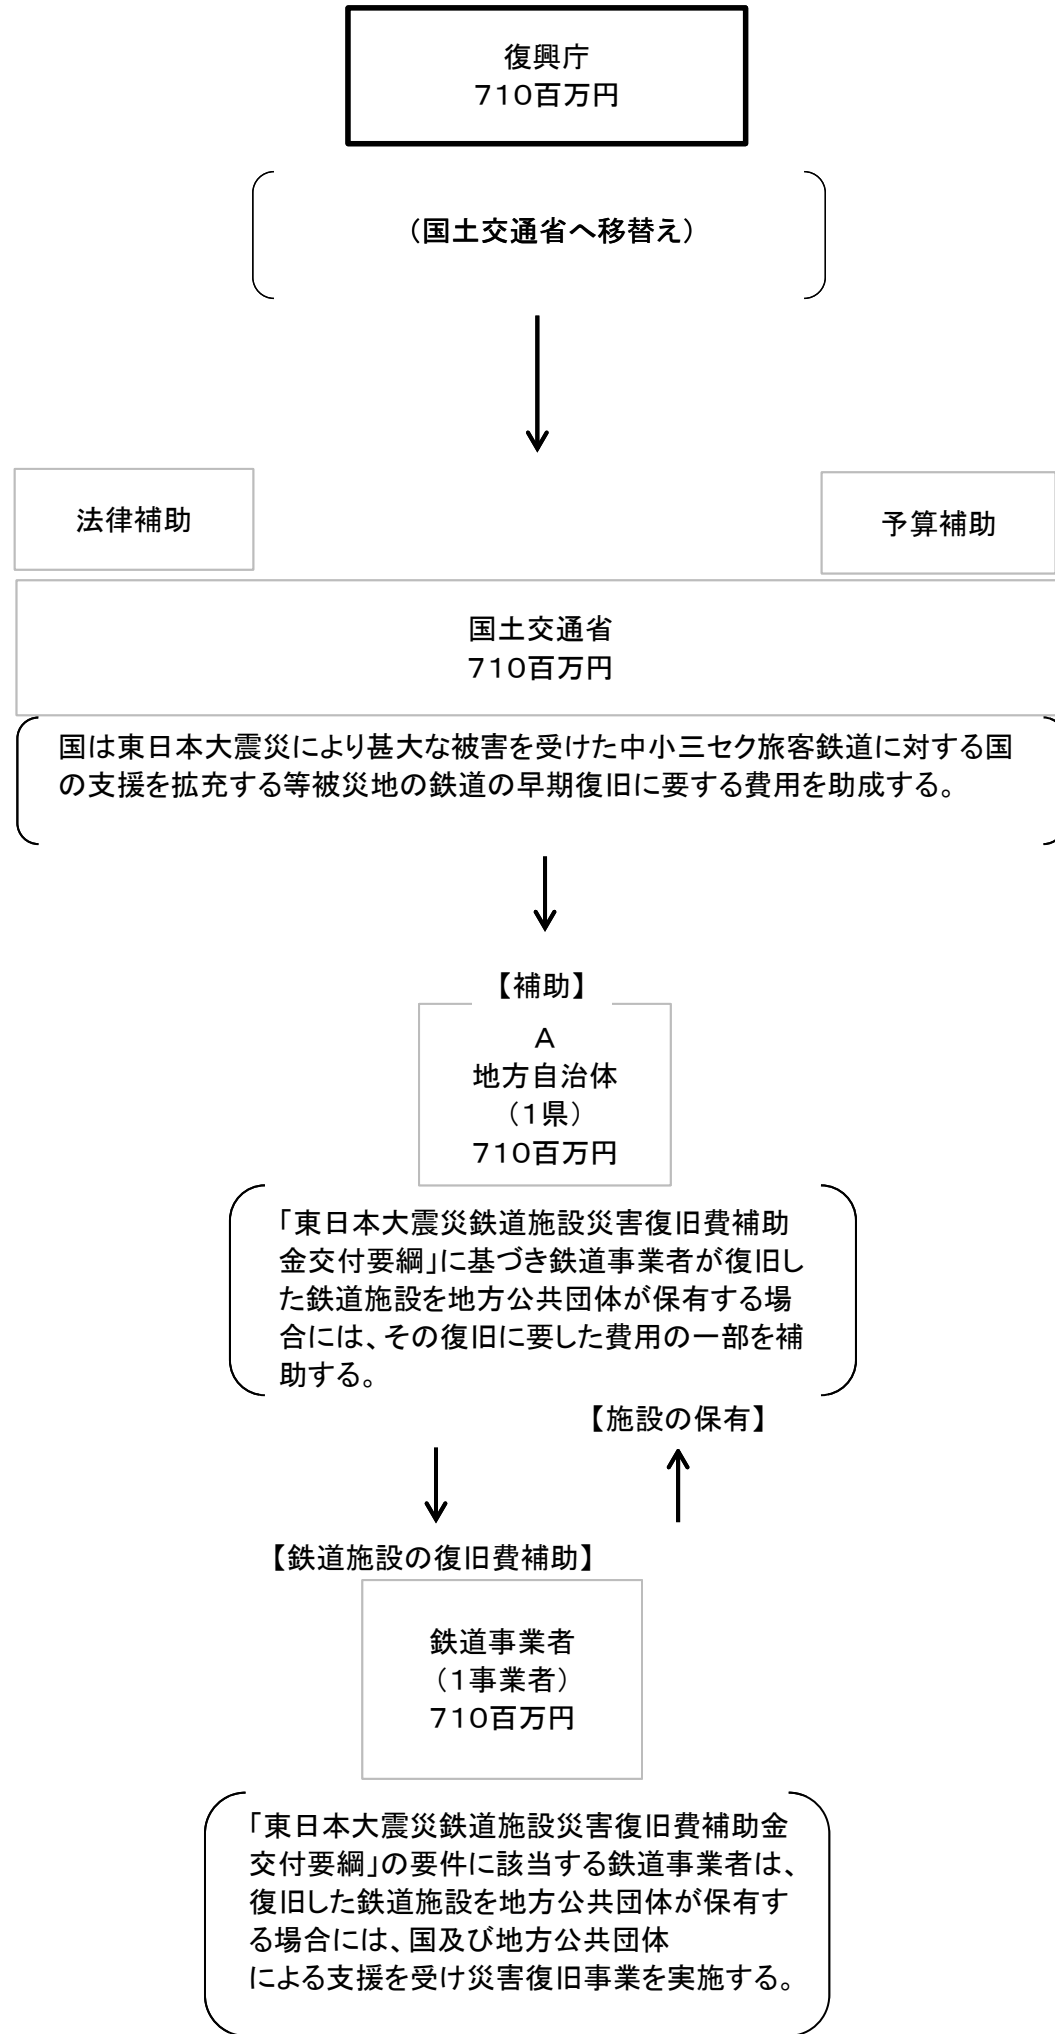 復興庁
710百万円
（国土交通省へ移替え）
法律補助
予算補助
国土交通省
710百万円
国は東日本大震災により甚大な被害を受けた中小三セク旅客鉄道に対する国
の支援を拡充する等被災地の鉄道の早期復旧に要する費用を助成する。
【補助】
A
地方自治体
（1県）
710百万円
「東日本大震災鉄道施設災害復旧費補助
金交付要綱」に基づき鉄道事業者が復旧し
た鉄道施設を地方公共団体が保有する場
合には、その復旧に要した費用の一部を補
助する。
【施設の保有】
【鉄道施設の復旧費補助】
鉄道事業者
（1事業者）
710百万円
「東日本大震災鉄道施設災害復旧費補助金
交付要綱」の要件に該当する鉄道事業者は、
復旧した鉄道施設を地方公共団体が保有す
る場合には、国及び地方公共団体
による支援を受け災害復旧事業を実施する。